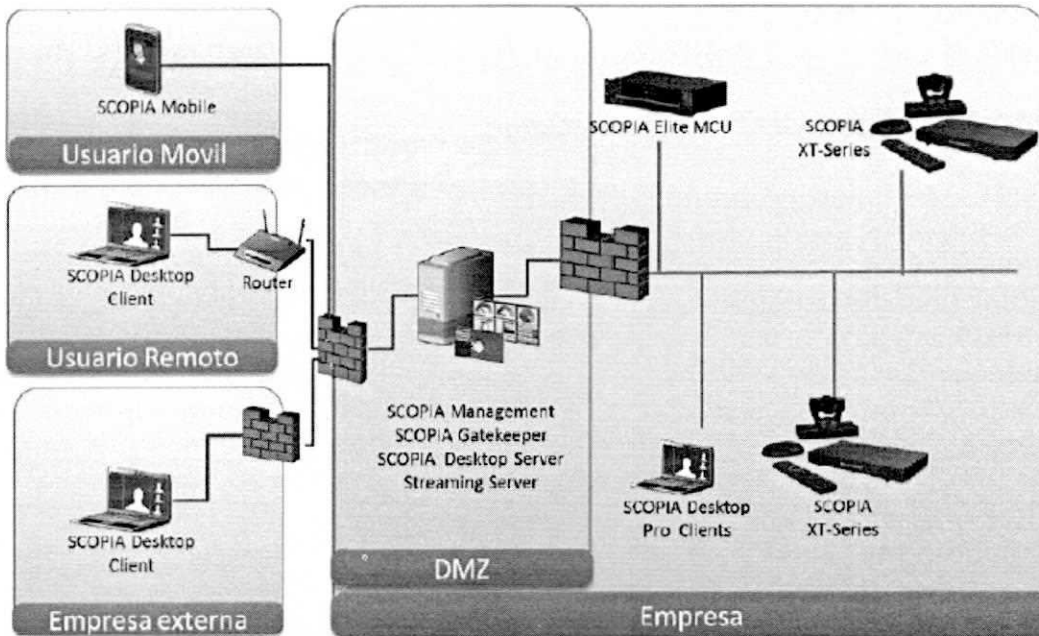 SCOPIA Mobile
Usuario Movil
SCOPIA Desktop
Client
Router
Usuario Remoto
SCOPIA Desktop
Client
Empresa externa
SCOPIA Management
SCOPIA Gatekeeper
SCOPIA Desktop Server
Streaming Server
DMZ
SCOPIA Elite MCU
SCOPIA
XT-Series
SCOPIA Desktop
Pro Clients
SCOPIA
XT-Series
Empresa